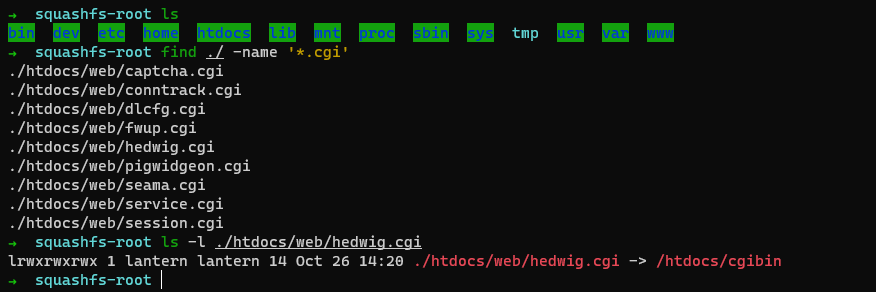 →  squashfs-root ls
bin  dev  etc  home  htdocs  lib  mnt  proc  sbin  sys  tmp  usr  var  www
→  squashfs-root find ./ -name '*.cgi'
./htdocs/web/captcha.cgi
./htdocs/web/conntrack.cgi
./htdocs/web/dlcfg.cgi
./htdocs/web/fwup.cgi
./htdocs/web/hedwig.cgi
./htdocs/web/pigwidgeon.cgi
./htdocs/web/seama.cgi
./htdocs/web/service.cgi
./htdocs/web/session.cgi
→  squashfs-root ls -l ./htdocs/web/hedwig.cgi
lrwxrwxrwx 1 lantern lantern 14 Oct 26 14:20 ./htdocs/web/hedwig.cgi -> /htdocs/cgibin
→  squashfs-root